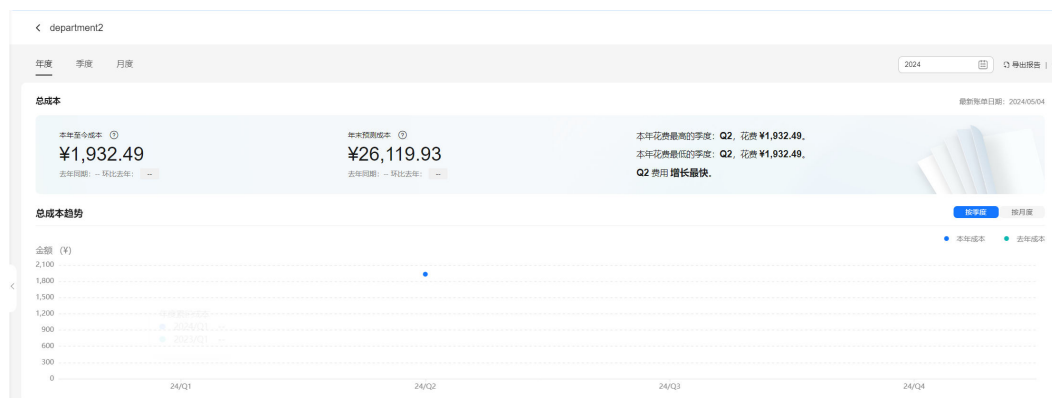 department2
年度 季度 月度
2024
导出报告
总成本
最新账单日期：2024/05/04
本年至今成本
¥1,932.49
去年同期：-- 环比去年： --
年末预测成本
¥26,119.93
去年同期：-- 环比去年： --
本年花费最高的季度：Q2，花费 ¥1,932.49。
本年花费最低的季度：Q2，花费 ¥1,932.49。
Q2 费用 增长最快。
总成本趋势
按季度 按月度
本年成本 去年成本
金额（¥）
2,100
1,800
1,500
1,200
900
600
300
0
2024/Q1 --
2023/Q1 --
24/Q1 24/Q2 24/Q3 24/Q4